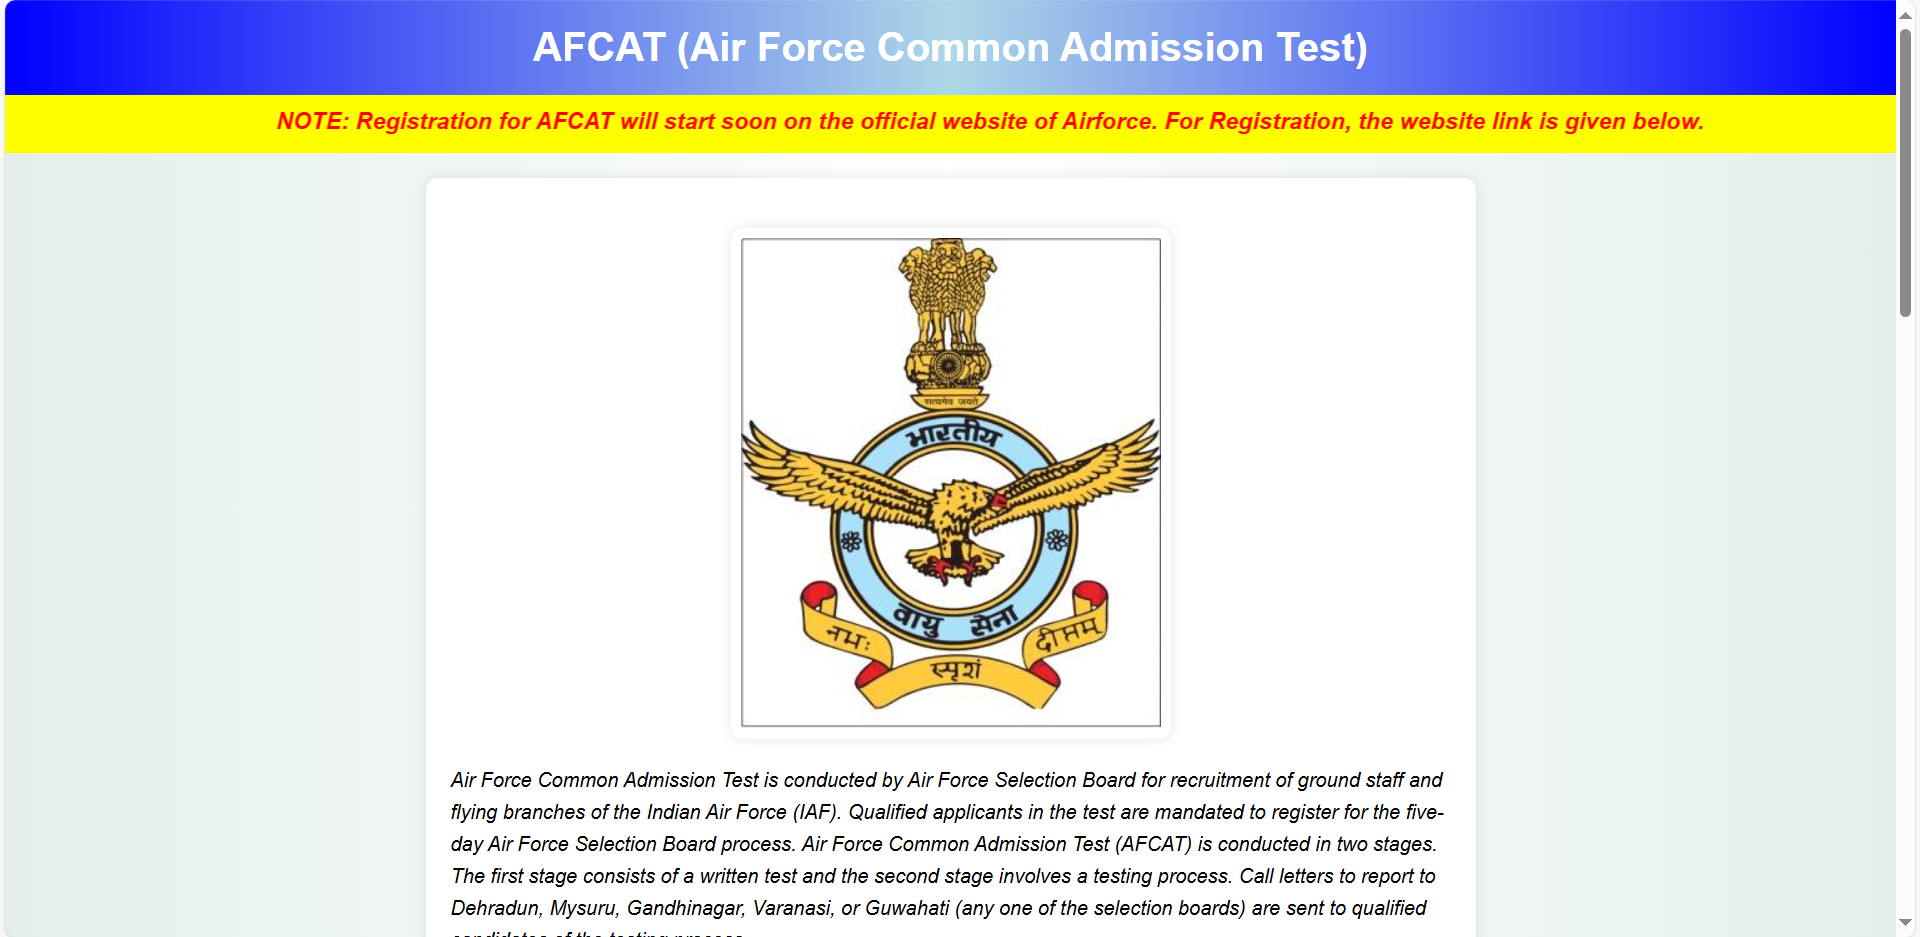 AFCAT (Air Force Common Admission Test)
NOTE: Registration for AFCAT will start soon on the official website of Airforce. For Registration, the website link is given below.
सत्यमेव जयते
भारतीय
वायु सेना
नभः
स्पृशं
दीप्तम्
Air Force Common Admission Test is conducted by Air Force Selection Board for recruitment of ground staff and
flying branches of the Indian Air Force (IAF). Qualified applicants in the test are mandated to register for the five-
day Air Force Selection Board process. Air Force Common Admission Test (AFCAT) is conducted in two stages.
The first stage consists of a written test and the second stage involves a testing process. Call letters to report to
Dehradun, Mysuru, Gandhinagar, Varanasi, or Guwahati (any one of the selection boards) are sent to qualified